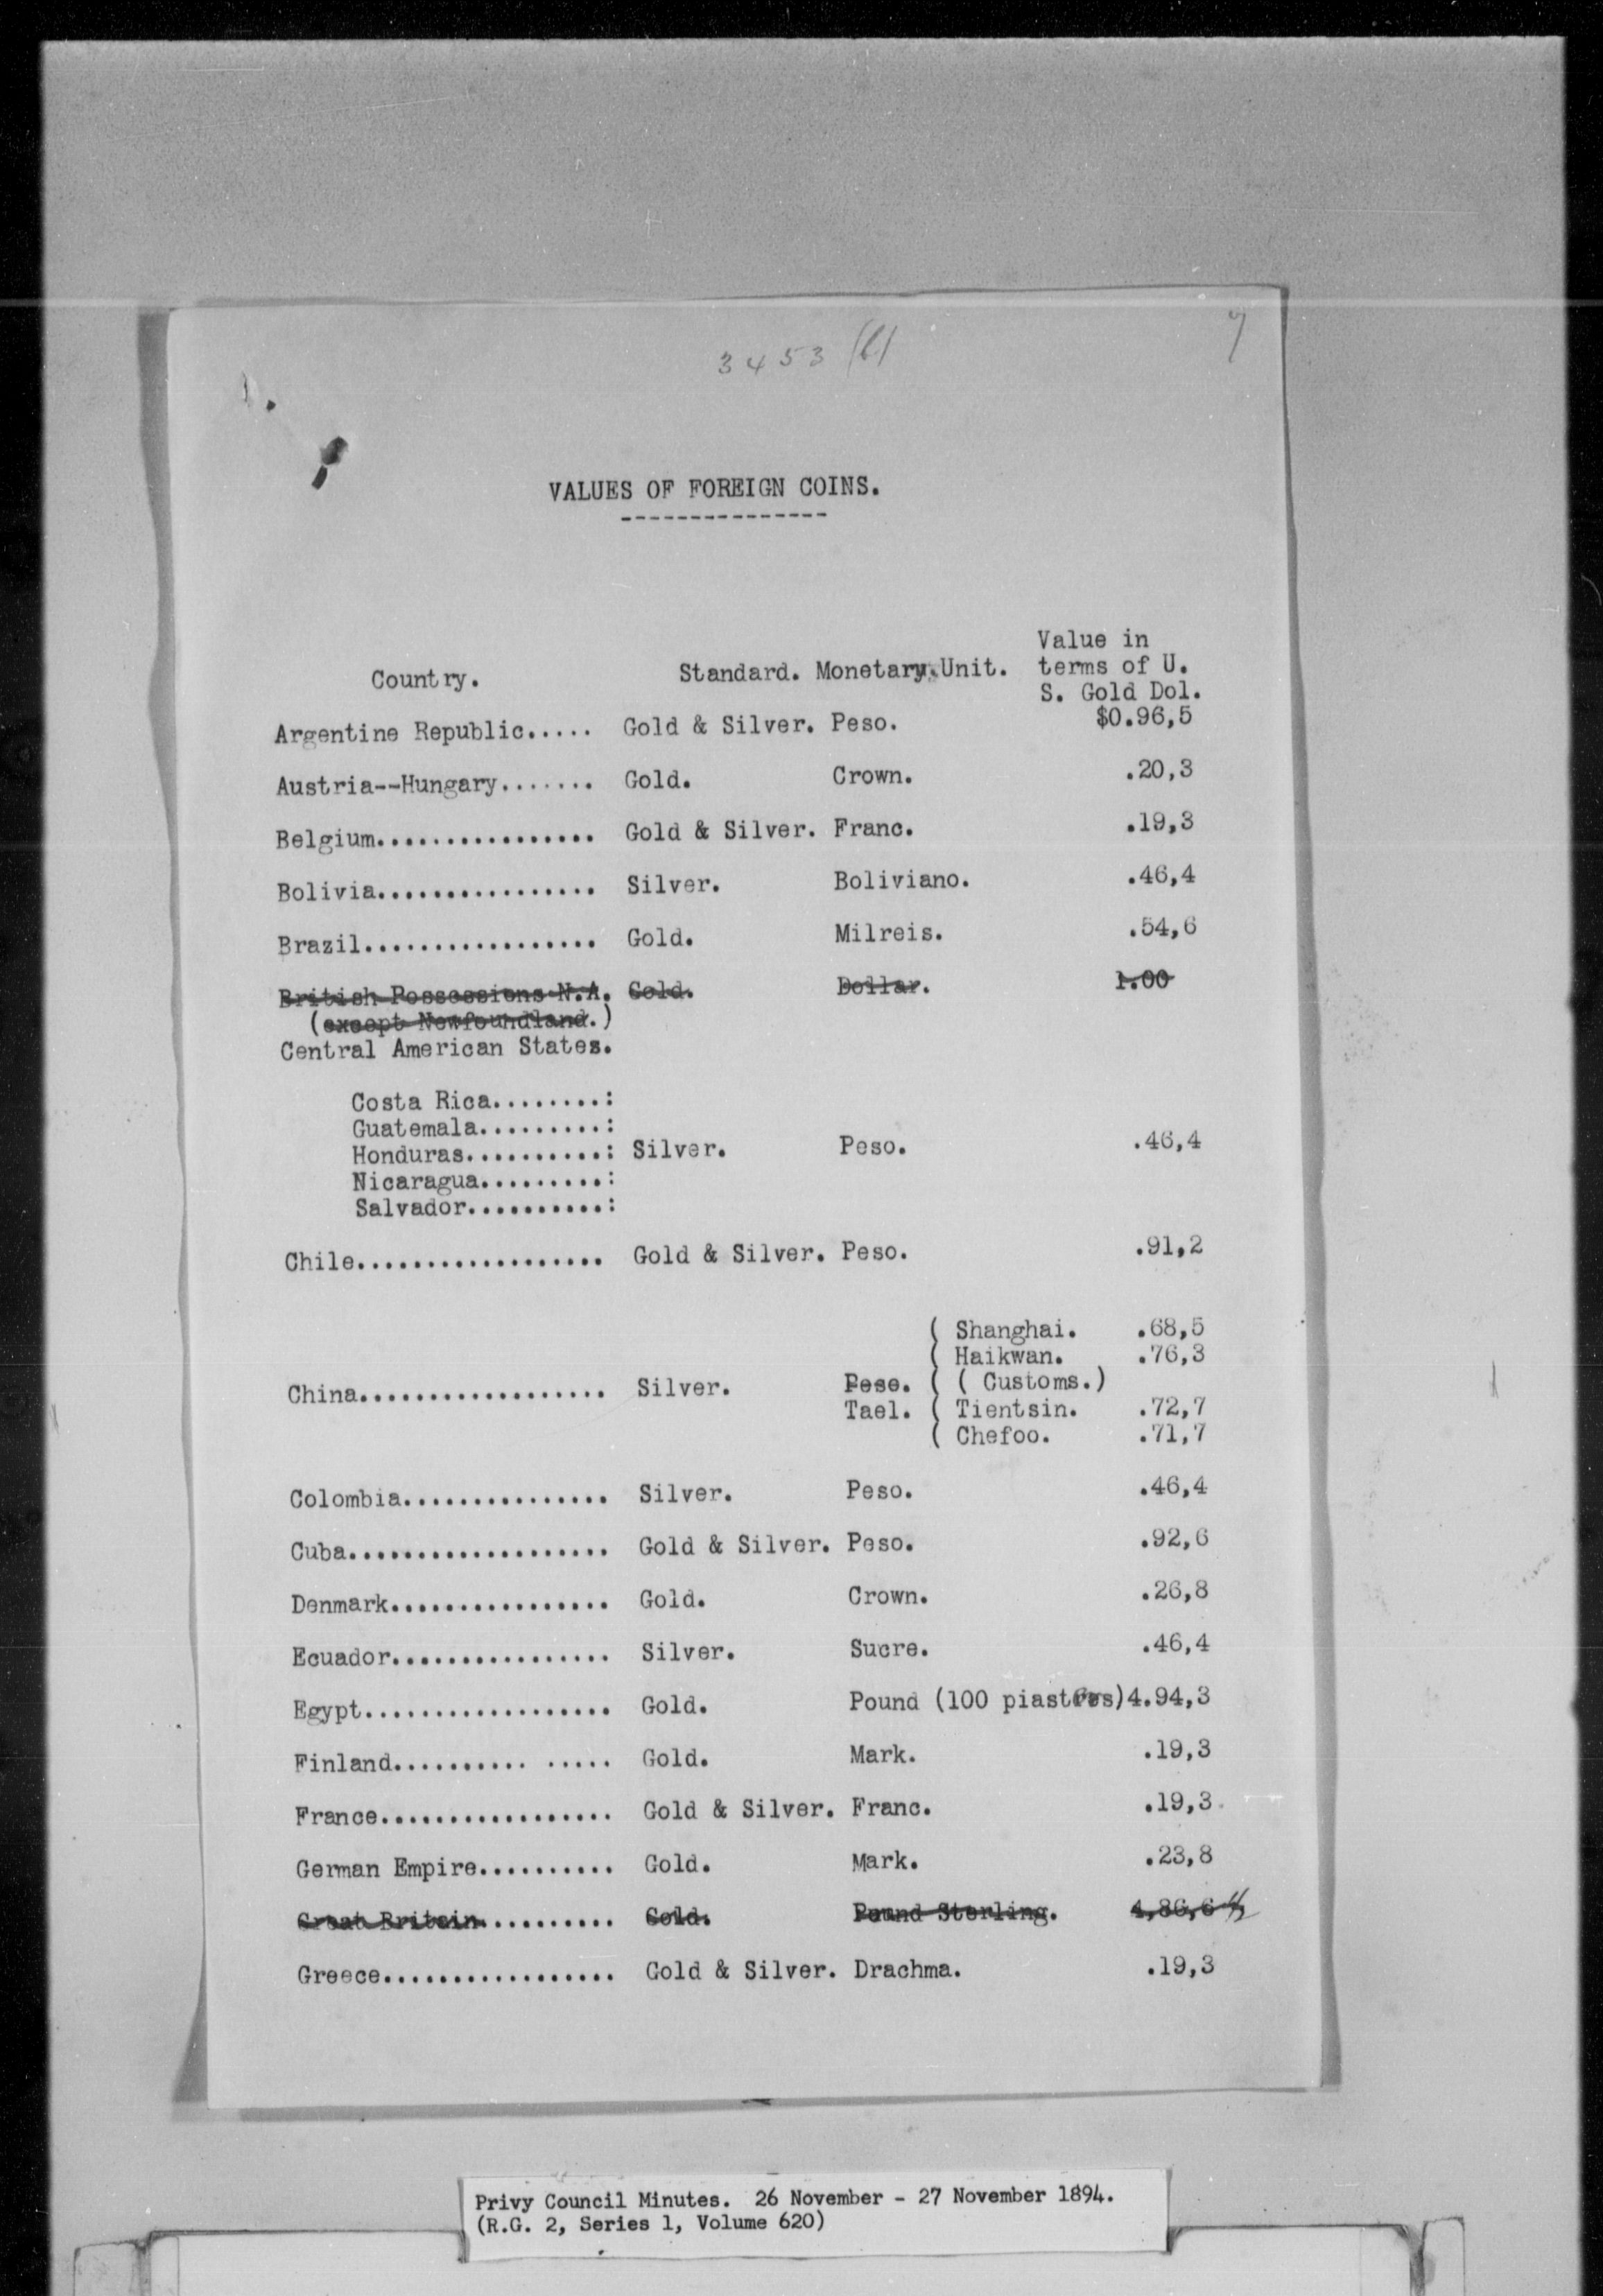 3453 (b)
7
VALUES OF FOREIGN COINS.
---------------
Country. Standard. Monetary Unit. Value in
terms of U.
S. Gold Dol.
Argentine Republic..... Gold & Silver. Peso. $0.96,5
Austria--Hungary....... Gold. Crown. .20,3
Belgium................ Gold & Silver. Franc. .19,3
Bolivia................ Silver. Boliviano. .46,4
Brazil................. Gold. Milreis. .54,6
British Possessions N.A. Gold. Dollar. 1.00
(except Newfoundland.)
Central American States.
Costa Rica........:
Guatemala.........:
Honduras..........: Silver. Peso. .46,4
Nicaragua.........:
Salvador..........:
Chile.................. Gold & Silver. Peso. .91,2
( Shanghai. .68,5
( Haikwan. .76,3
China.................. Silver. Peso. ( ( Customs.)
Tael. ( Tientsin. .72,7
( Chefoo. .71,7
Colombia............... Silver. Peso. .46,4
Cuba................... Gold & Silver. Peso. .92,6
Denmark................ Gold. Crown. .26,8
Ecuador................ Silver. Sucre. .46,4
Egypt.................. Gold. Pound (100 piastres) 4.94,3
Finland.......... ..... Gold. Mark. .19,3
France................. Gold & Silver. Franc. .19,3
German Empire.......... Gold. Mark. .23,8
Great Britain.......... Gold. Pound Sterling. 4,86,6
Greece................. Gold & Silver. Drachma. .19,3
Privy Council Minutes. 26 November - 27 November 1894.
(R.G. 2, Series 1, Volume 620)